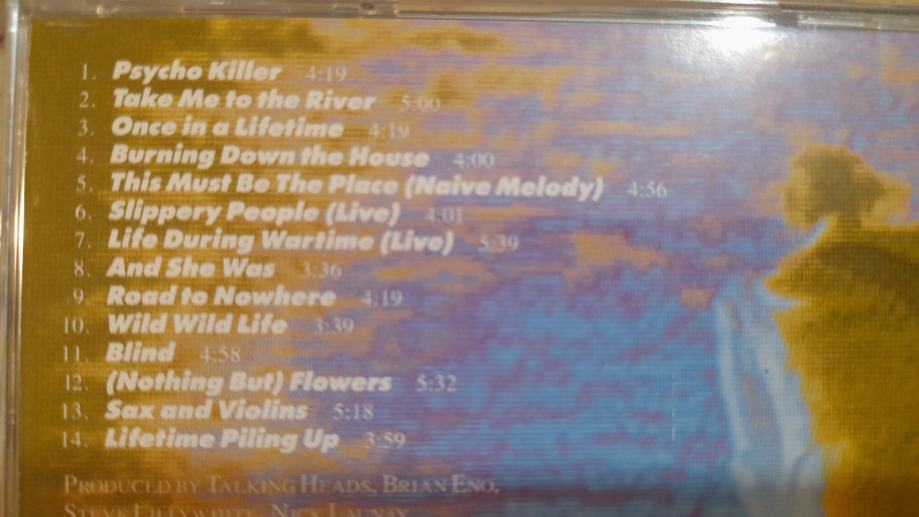 1. Psycho Killer 4:19
2. Take Me to the River 5:00
3. Once in a Lifetime 4:19
4. Burning Down the House 4:00
5. This Must Be The Place (Naive Melody) 4:56
6. Slippery People (Live) 4:01
7. Life During Wartime (Live) 5:39
8. And She Was 3:36
9. Road to Nowhere 4:19
10. Wild Wild Life 3:39
11. Blind 4:58
12. (Nothing But) Flowers 5:32
13. Sax and Violins 5:18
14. Lifetime Piling Up 3:59
PRODUCED BY TALKING HEADS, BRIAN ENO,
STEVE LILLYWHITE, NICK LAUNAY